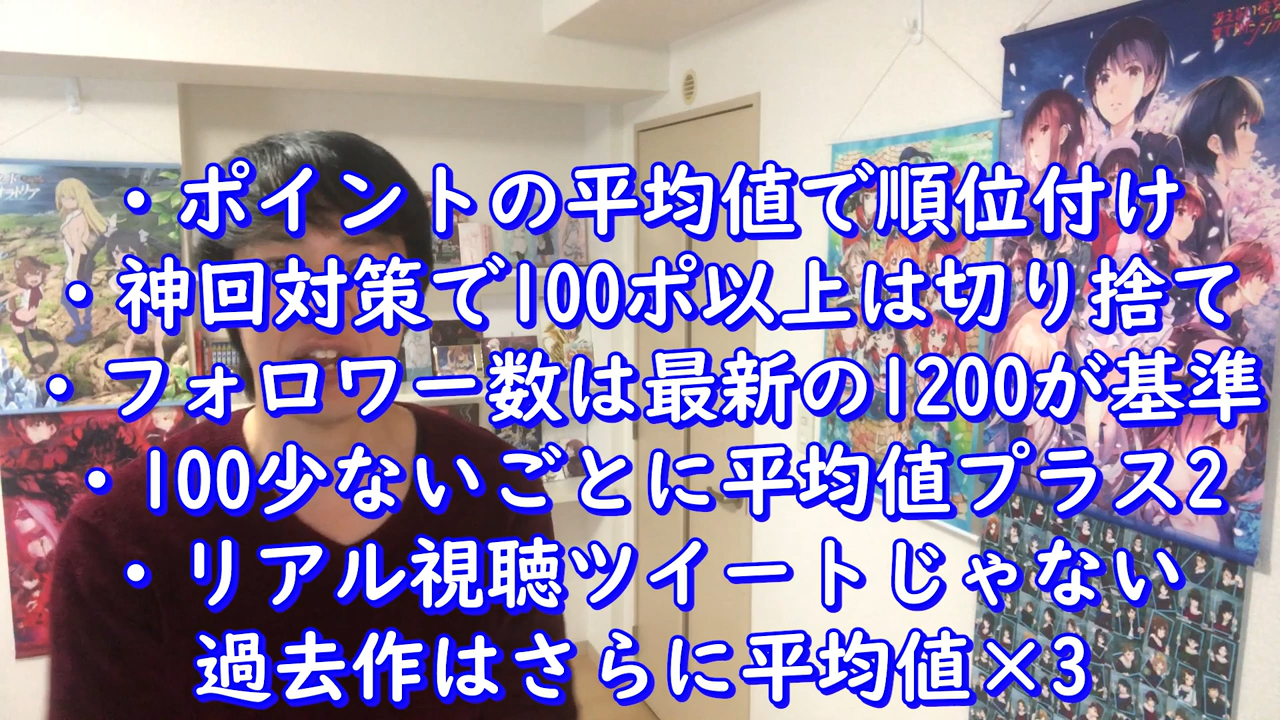 ・ポイントの平均値で順位付け
・神回対策で100ポ以上は切り捨て
・フォロワー数は最新の1200が基準
・100少ないごとに平均値プラス2
・リアル視聴ツイートじゃない
過去作はさらに平均値×3